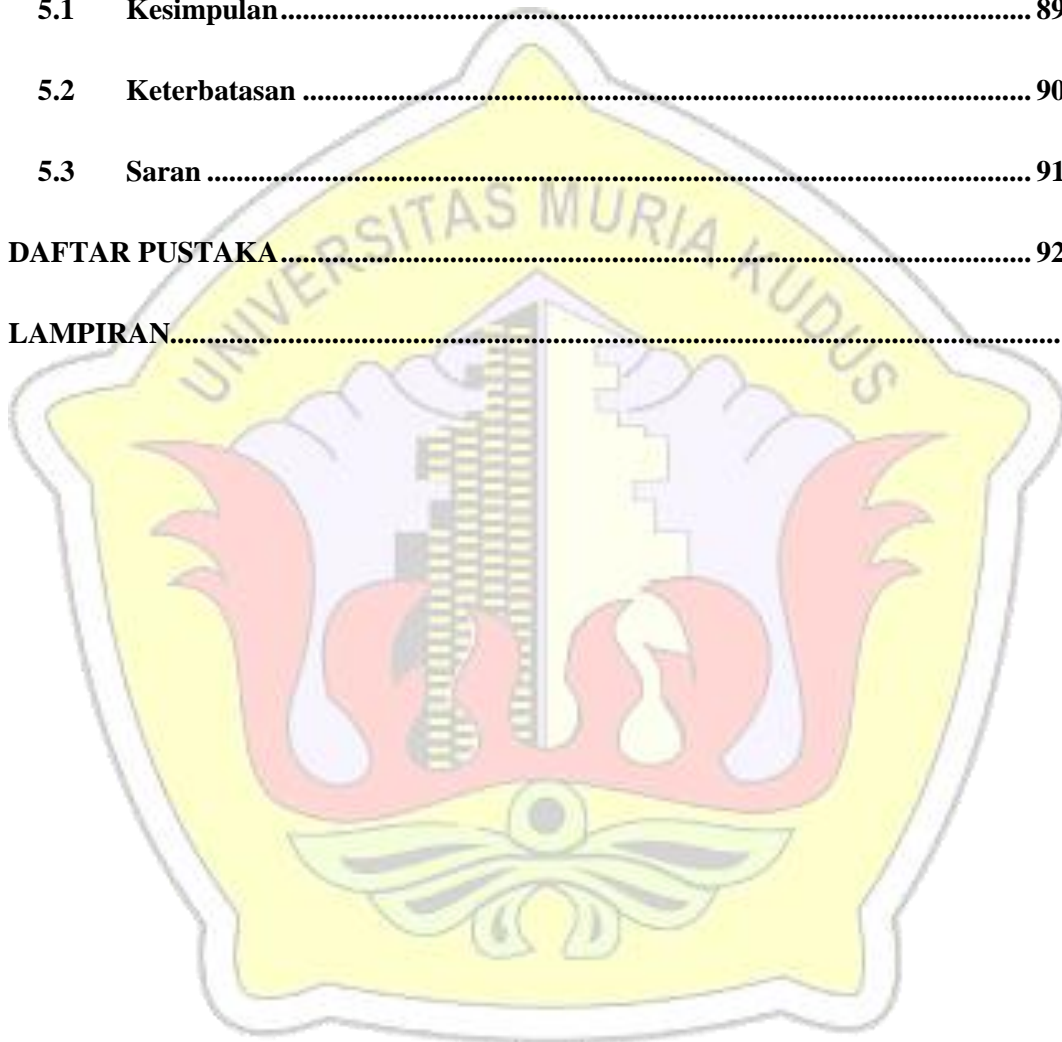 5.1 Kesimpulan.................................................................................................. 89
5.2 Keterbatasan ............................................................................................... 90
5.3 Saran ............................................................................................................ 91
DAFTAR PUSTAKA.................................................................................................. 92
LAMPIRAN.....................................................................................................................
UNIVERSITAS MURIA KUDUS